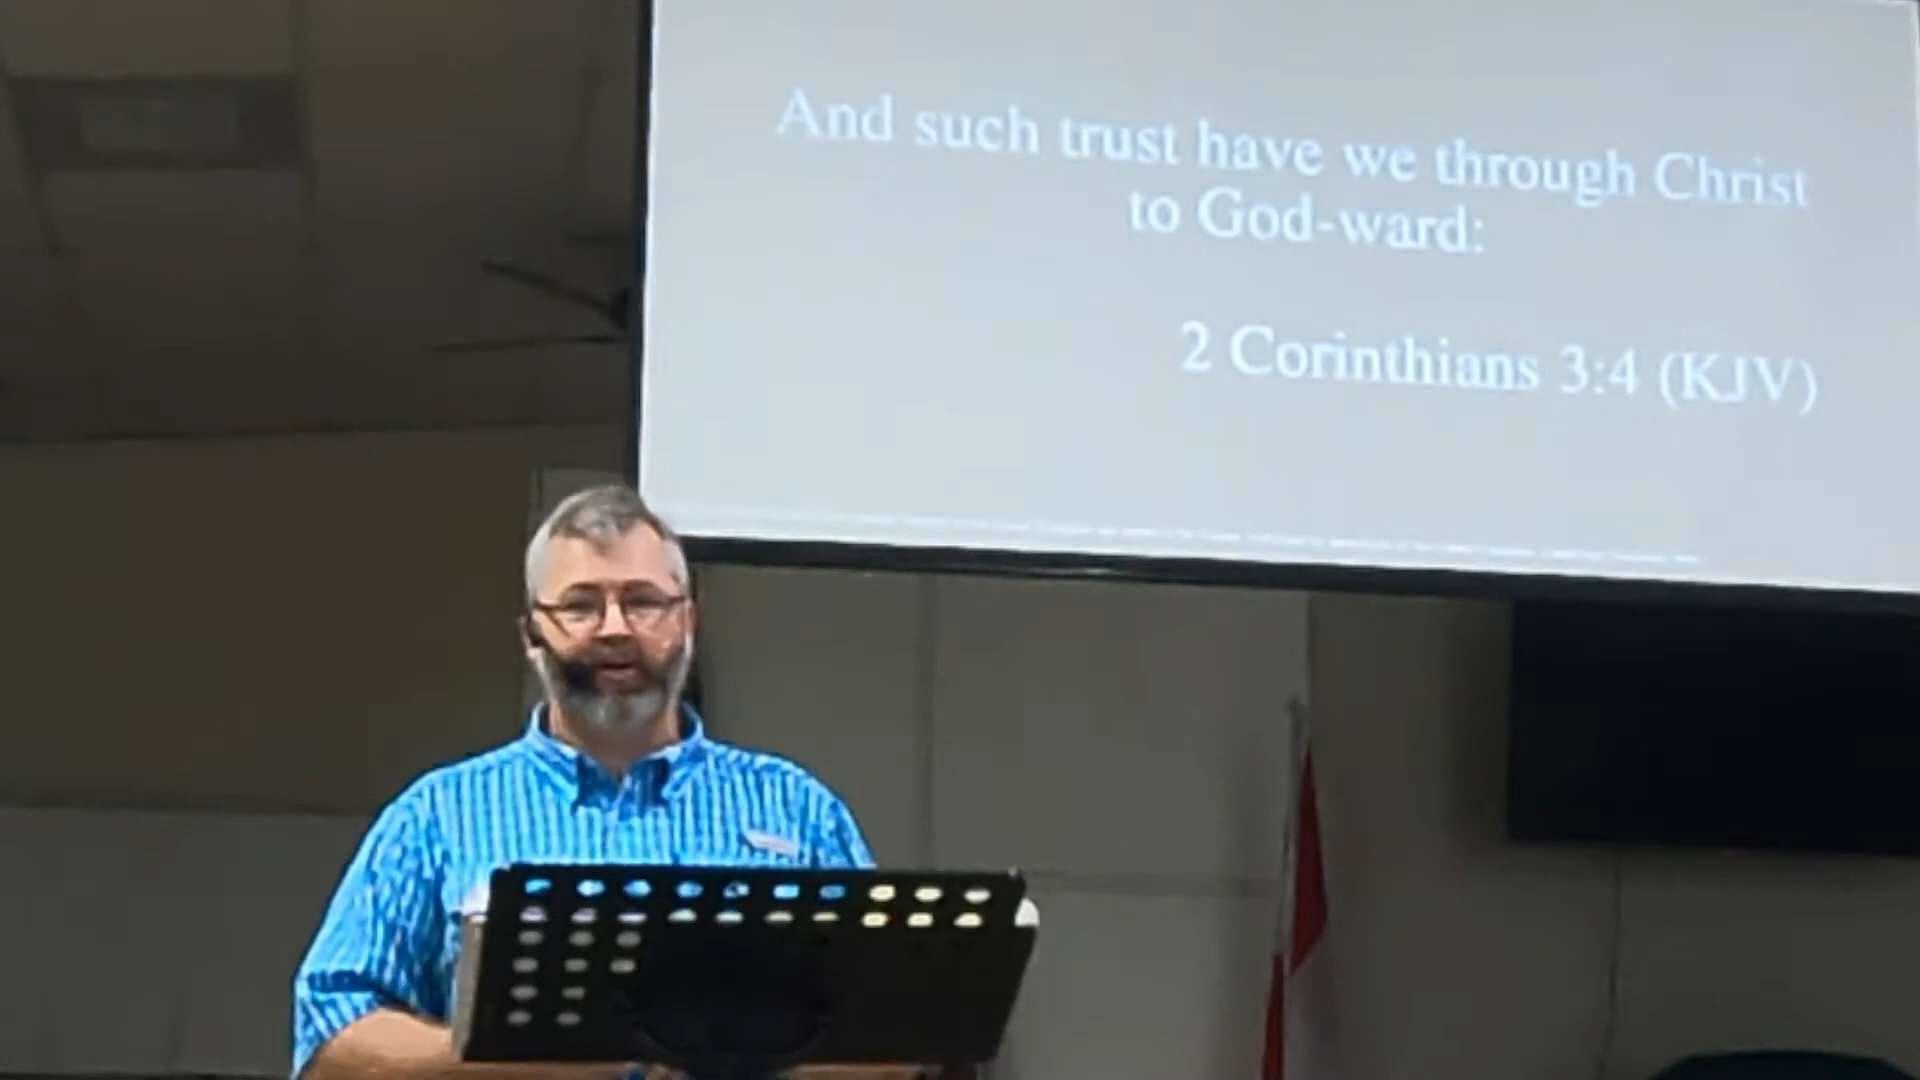 And such trust have we through Christ
to God-ward:
2 Corinthians 3:4 (KJV)